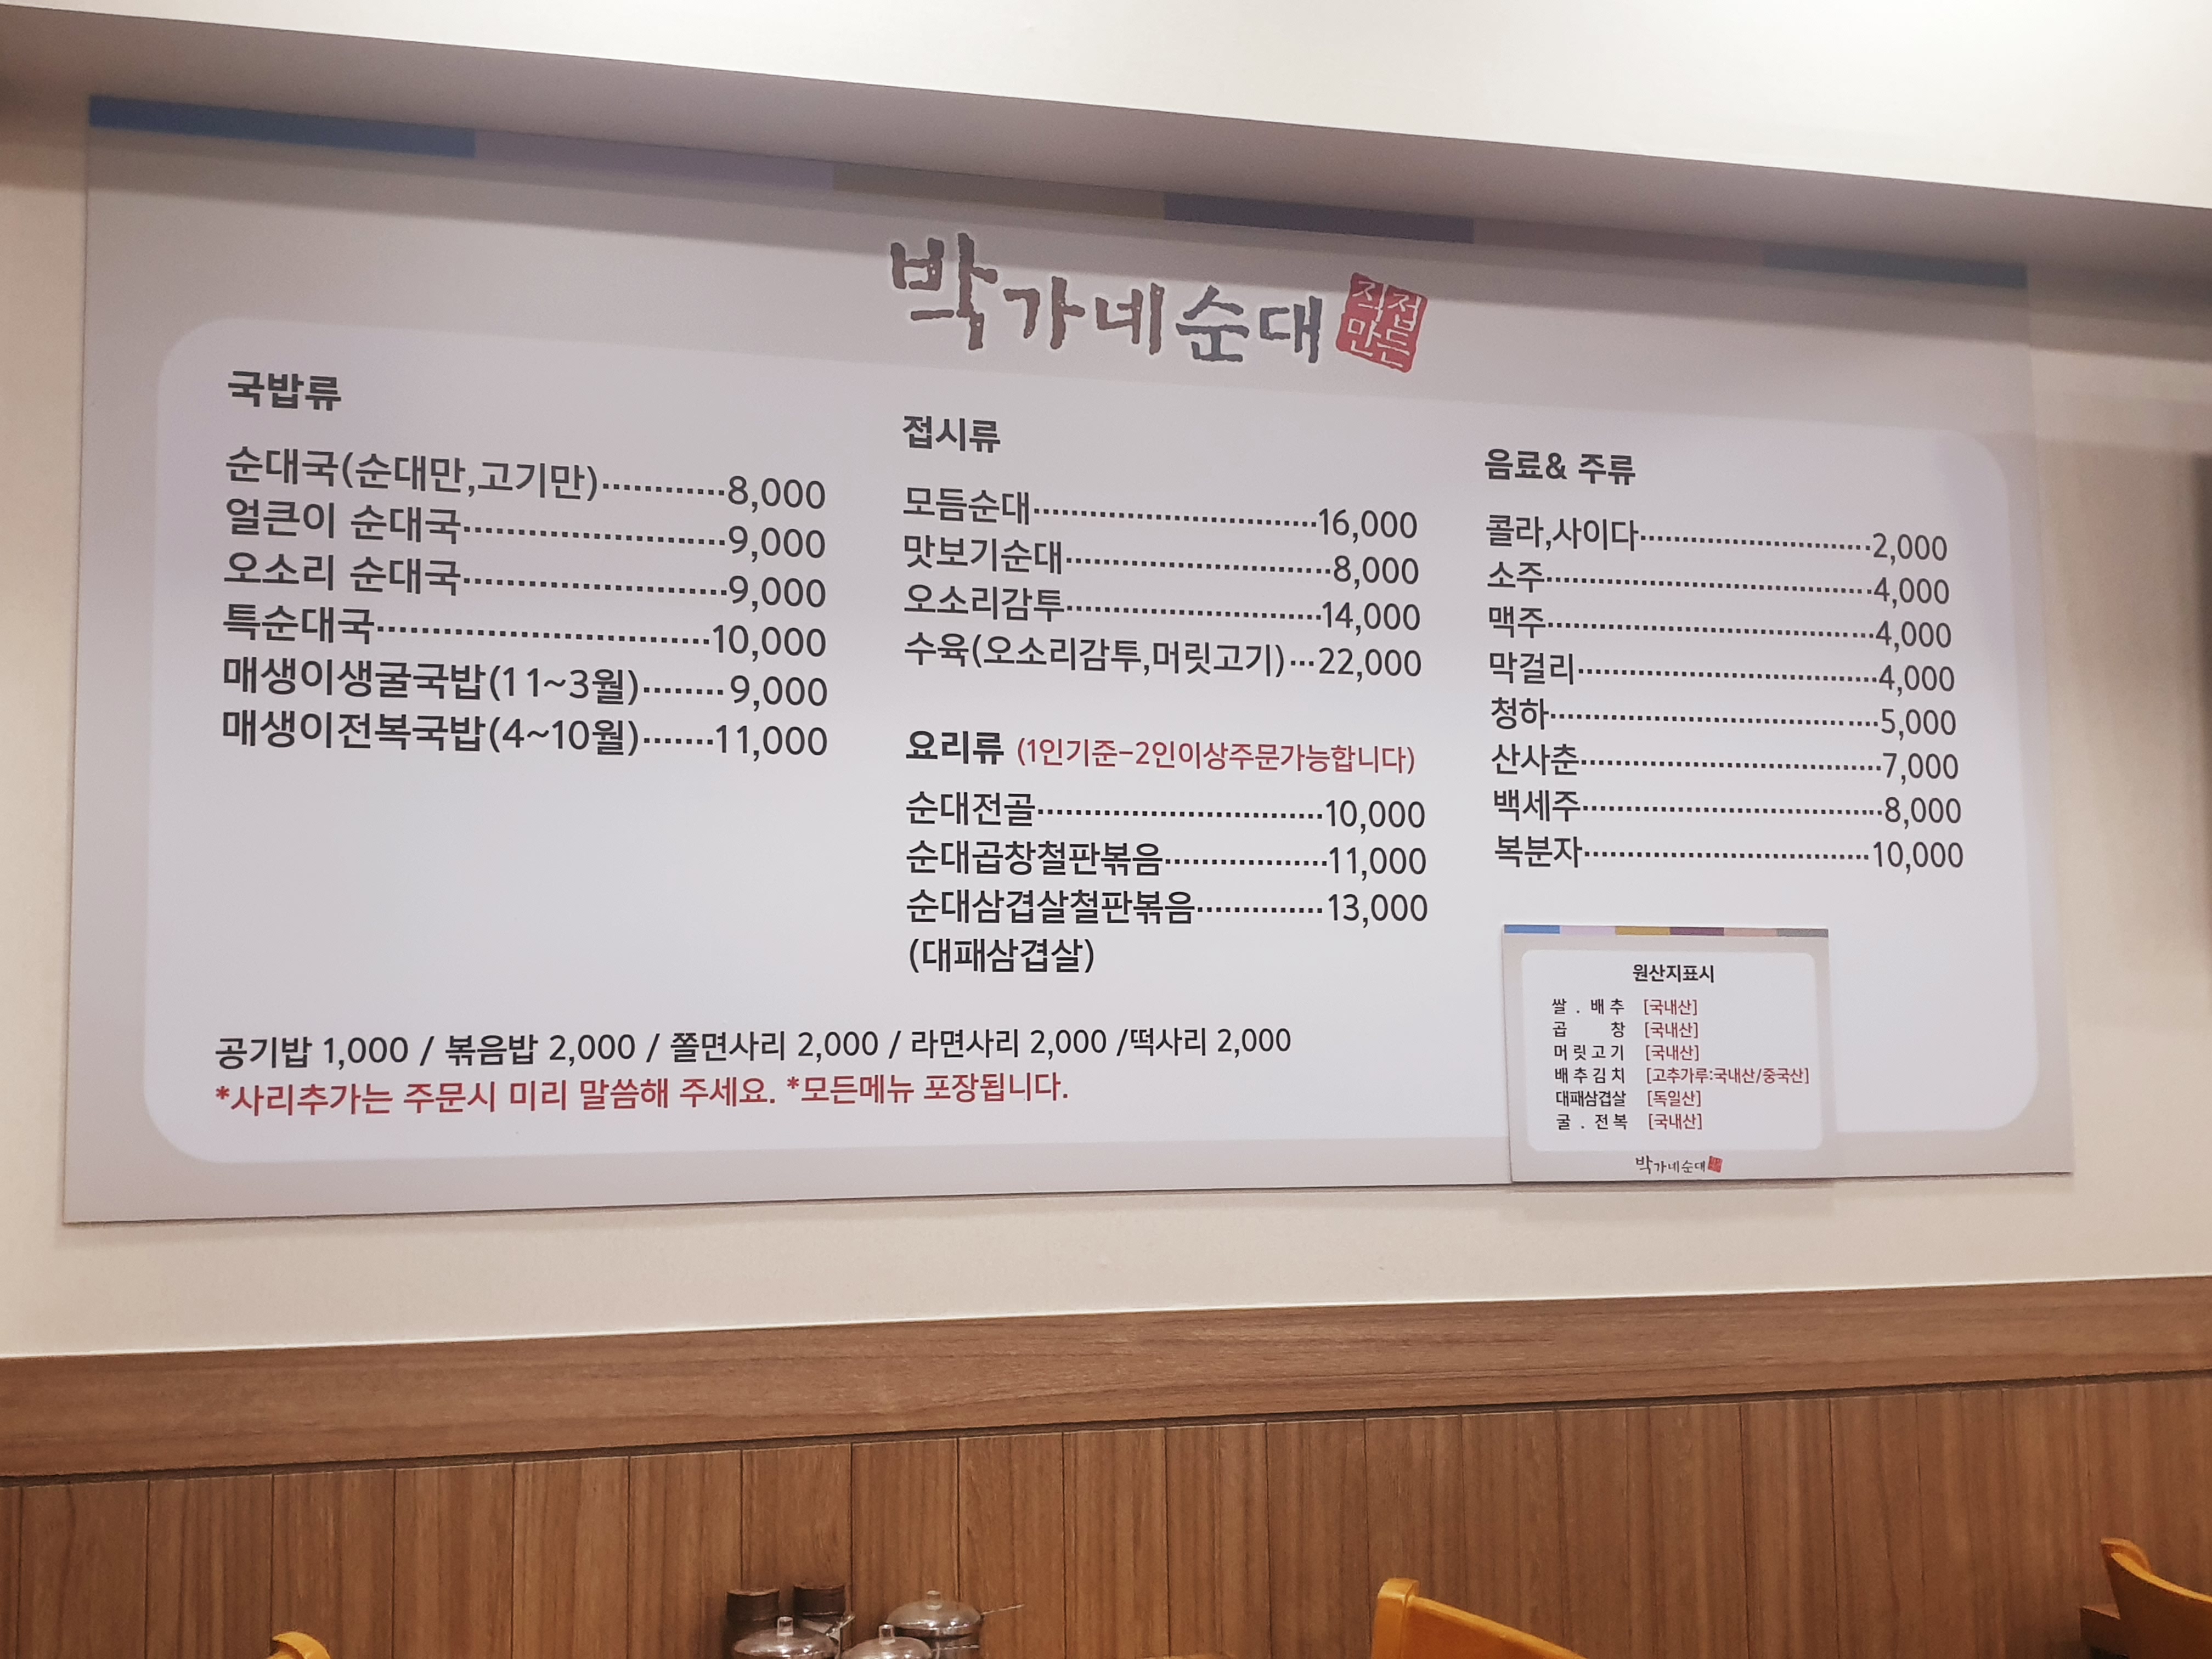 박가네순대 직접만든
국밥류
순대국(순대만,고기만)············8,000
얼큰이 순대국························9,000
오소리 순대국························9,000
특순대국······························10,000
매생이생굴국밥(11~3월)········9,000
매생이전복국밥(4~10월)·······11,000
접시류
모듬순대······························16,000
맛보기순대····························8,000
오소리감투··························14,000
수육(오소리감투,머릿고기)···22,000
요리류 (1인기준-2인이상주문가능합니다)
순대전골······························10,000
순대곱창철판볶음·················11,000
순대삼겹살철판볶음··············13,000
(대패삼겹살)
음료& 주류
콜라,사이다··························2,000
소주····································4,000
맥주····································4,000
막걸리·································4,000
청하····································5,000
산사춘·································7,000
백세주·································8,000
복분자·······························10,000
공기밥 1,000 / 볶음밥 2,000 / 쫄면사리 2,000 / 라면사리 2,000 /떡사리 2,000
*사리추가는 주문시 미리 말씀해 주세요. *모든메뉴 포장됩니다.
원산지표시
쌀 . 배추 [국내산]
곱 창 [국내산]
머릿고기 [국내산]
배추김치 [고추가루:국내산/중국산]
대패삼겹살 [독일산]
굴 . 전복 [국내산]
박가네순대